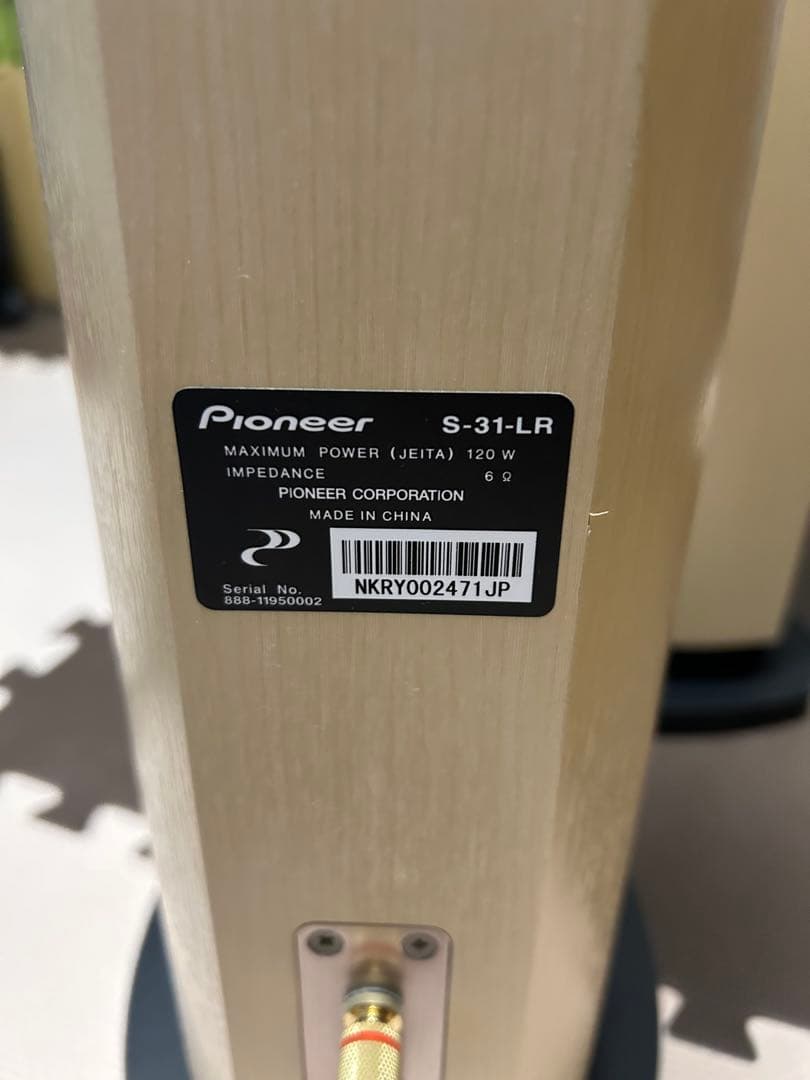 Pioneer S-31-LR
MAXIMUM POWER (JEITA) 120 W
IMPEDANCE 6 Ω
PIONEER CORPORATION
MADE IN CHINA
Serial No.
888-11950002
NKRY002471JP